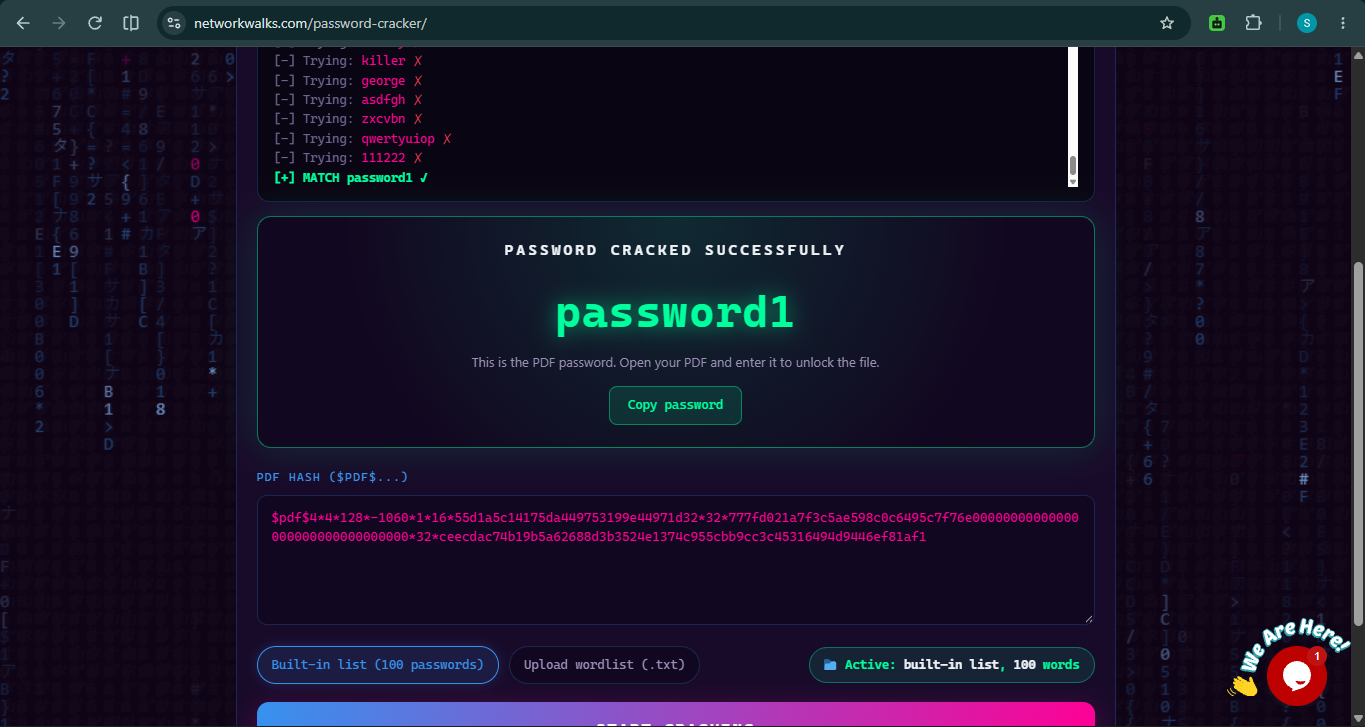 networkwalks.com/password-cracker/
S
[-] Trying: killer ✗
[-] Trying: george ✗
[-] Trying: asdfgh ✗
[-] Trying: zxcvbn ✗
[-] Trying: qwertyuiop ✗
[-] Trying: 111222 ✗
[+] MATCH password1 ✓
PASSWORD CRACKED SUCCESSFULLY
password1
This is the PDF password. Open your PDF and enter it to unlock the file.
Copy password
PDF HASH ($PDF$...)
$pdf$4*4*128*-1060*1*16*55d1a5c14175da449753199e44971d32*32*777fd021a7f3c5ae598c0c6495c7f76e00000000000000
000000000000000000*32*ceecdac74b19b5a62688d3b3524e1374c955cbb9cc3c45316494d9446ef81af1
Built-in list (100 passwords)
Upload wordlist (.txt)
Active: built-in list, 100 words
We Are Here!
1
START CRACKING